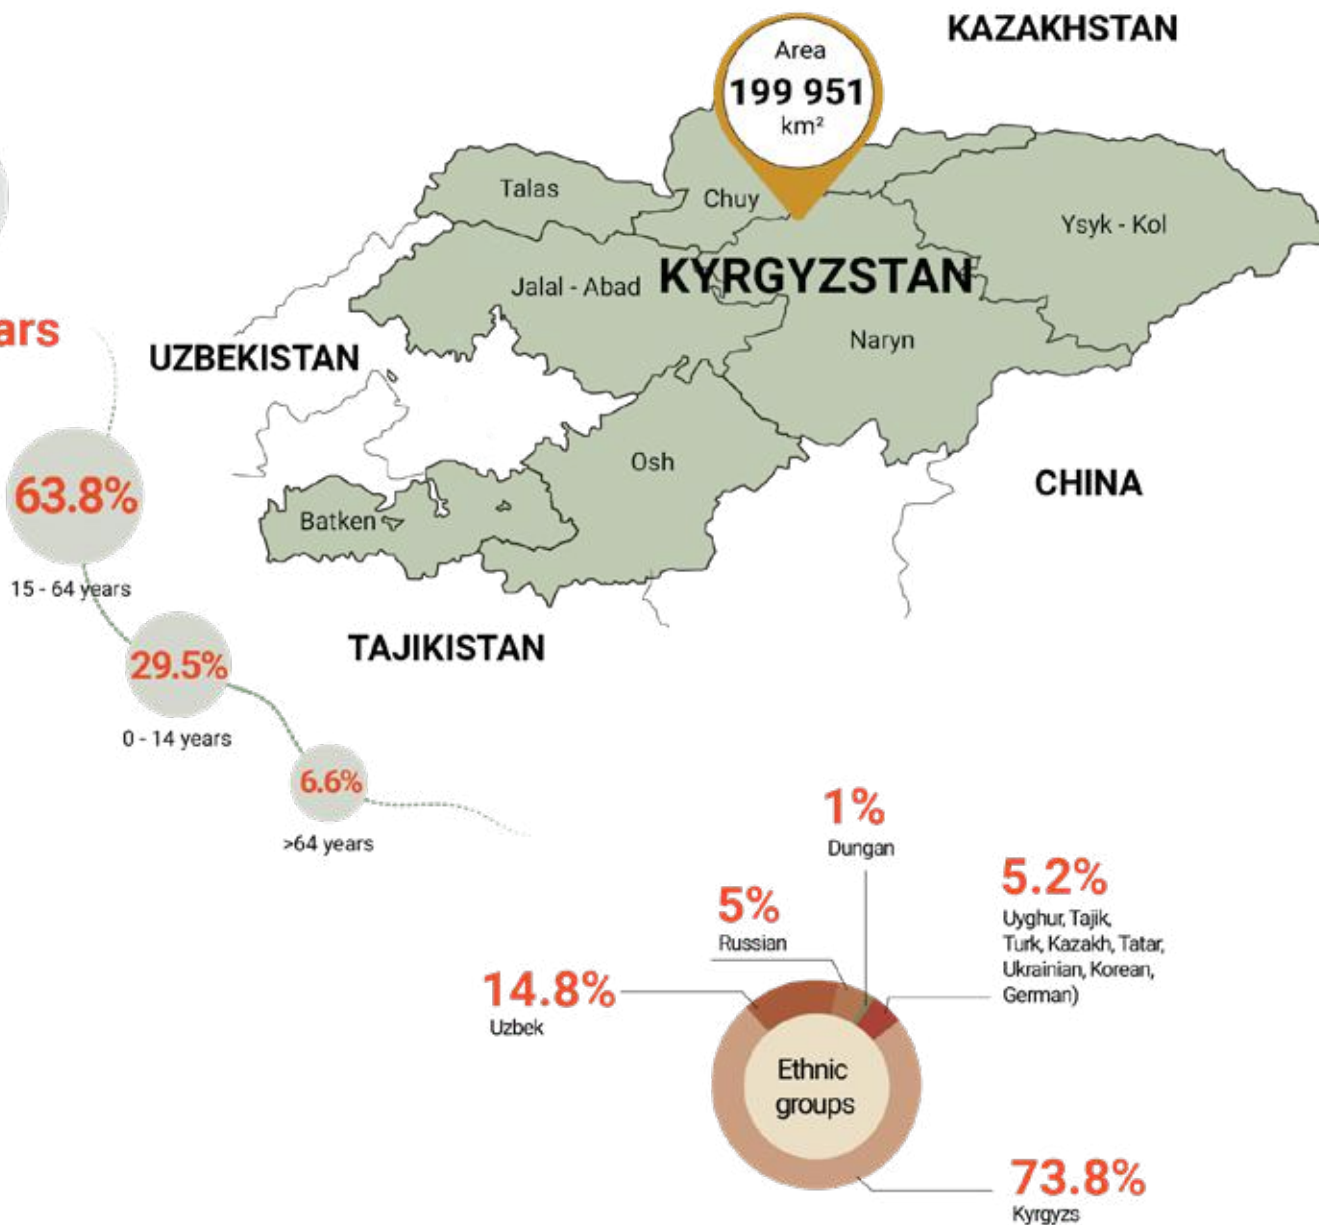 KAZAKHSTAN
Area
199 951
km²
Talas
Chuy
Ysyk - Kol
Jalal - Abad
KYRGYZSTAN
Naryn
UZBEKISTAN
Osh
CHINA
Batken
TAJIKISTAN
63.8%
15 - 64 years
29.5%
0 - 14 years
6.6%
>64 years
1%
Dungan
5%
Russian
5.2%
Uyghur, Tajik,
Turk, Kazakh, Tatar,
Ukrainian, Korean,
German)
14.8%
Uzbek
Ethnic
groups
73.8%
Kyrgyzs